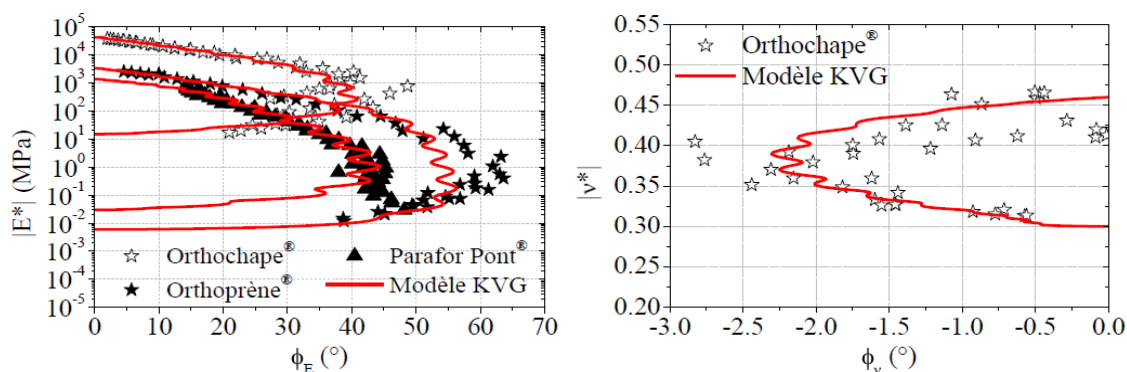 |E*| (MPa)
10^5
10^4
10^3
10^2
10^1
10^0
10^-1
10^-2
10^-3
10^-4
10^-5
Orthochape® Parafor Pont®
Orthoprène® Modèle KVG
0 10 20 30 40 50 60 70
ϕ_E (°)
|ν*|
0.55
0.50
0.45
0.40
0.35
0.30
0.25
0.20
Orthochape®
Modèle KVG
-3.0 -2.5 -2.0 -1.5 -1.0 -0.5 0.0
ϕ_ν (°)